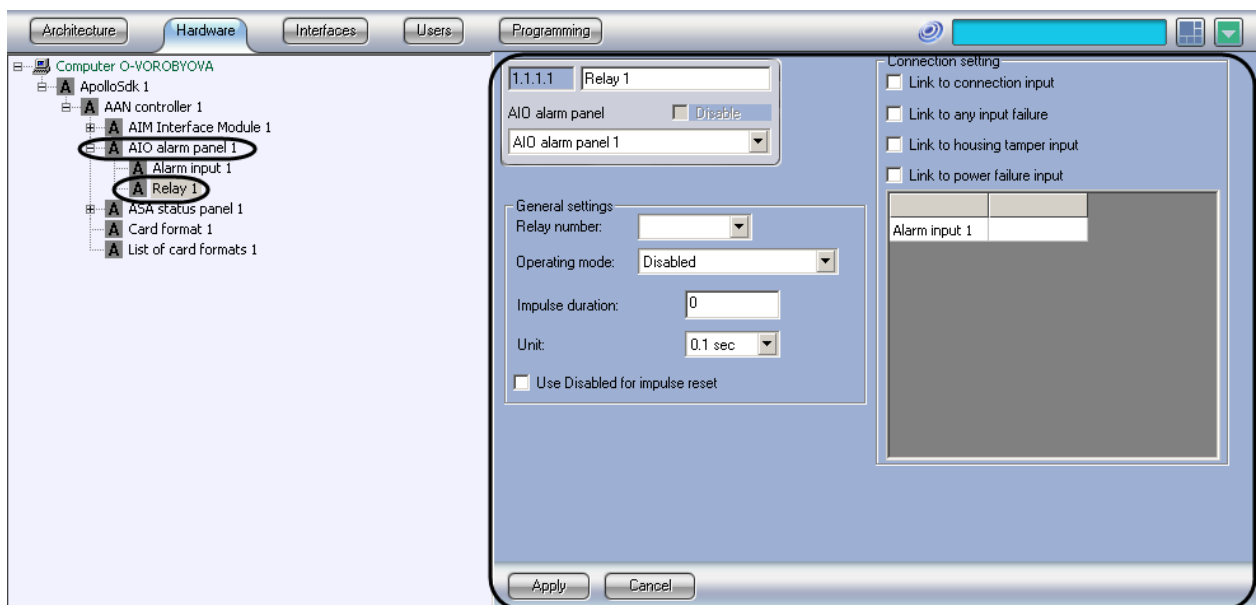 Architecture Hardware Interfaces Users Programming
Computer O-VOROBYOVA
A ApolloSdk 1
A AAN controller 1
A AIM Interface Module 1
A AIO alarm panel 1
A Alarm input 1
A Relay 1
A ASA status panel 1
A Card format 1
A List of card formats 1
1.1.1.1 Relay 1
AIO alarm panel Disable
AIO alarm panel 1
General settings
Relay number:
Operating mode: Disabled
Impulse duration: 0
Unit: 0.1 sec
Use Disabled for impulse reset
Connection setting
Link to connection input
Link to any input failure
Link to housing tamper input
Link to power failure input
Alarm input 1
Apply Cancel